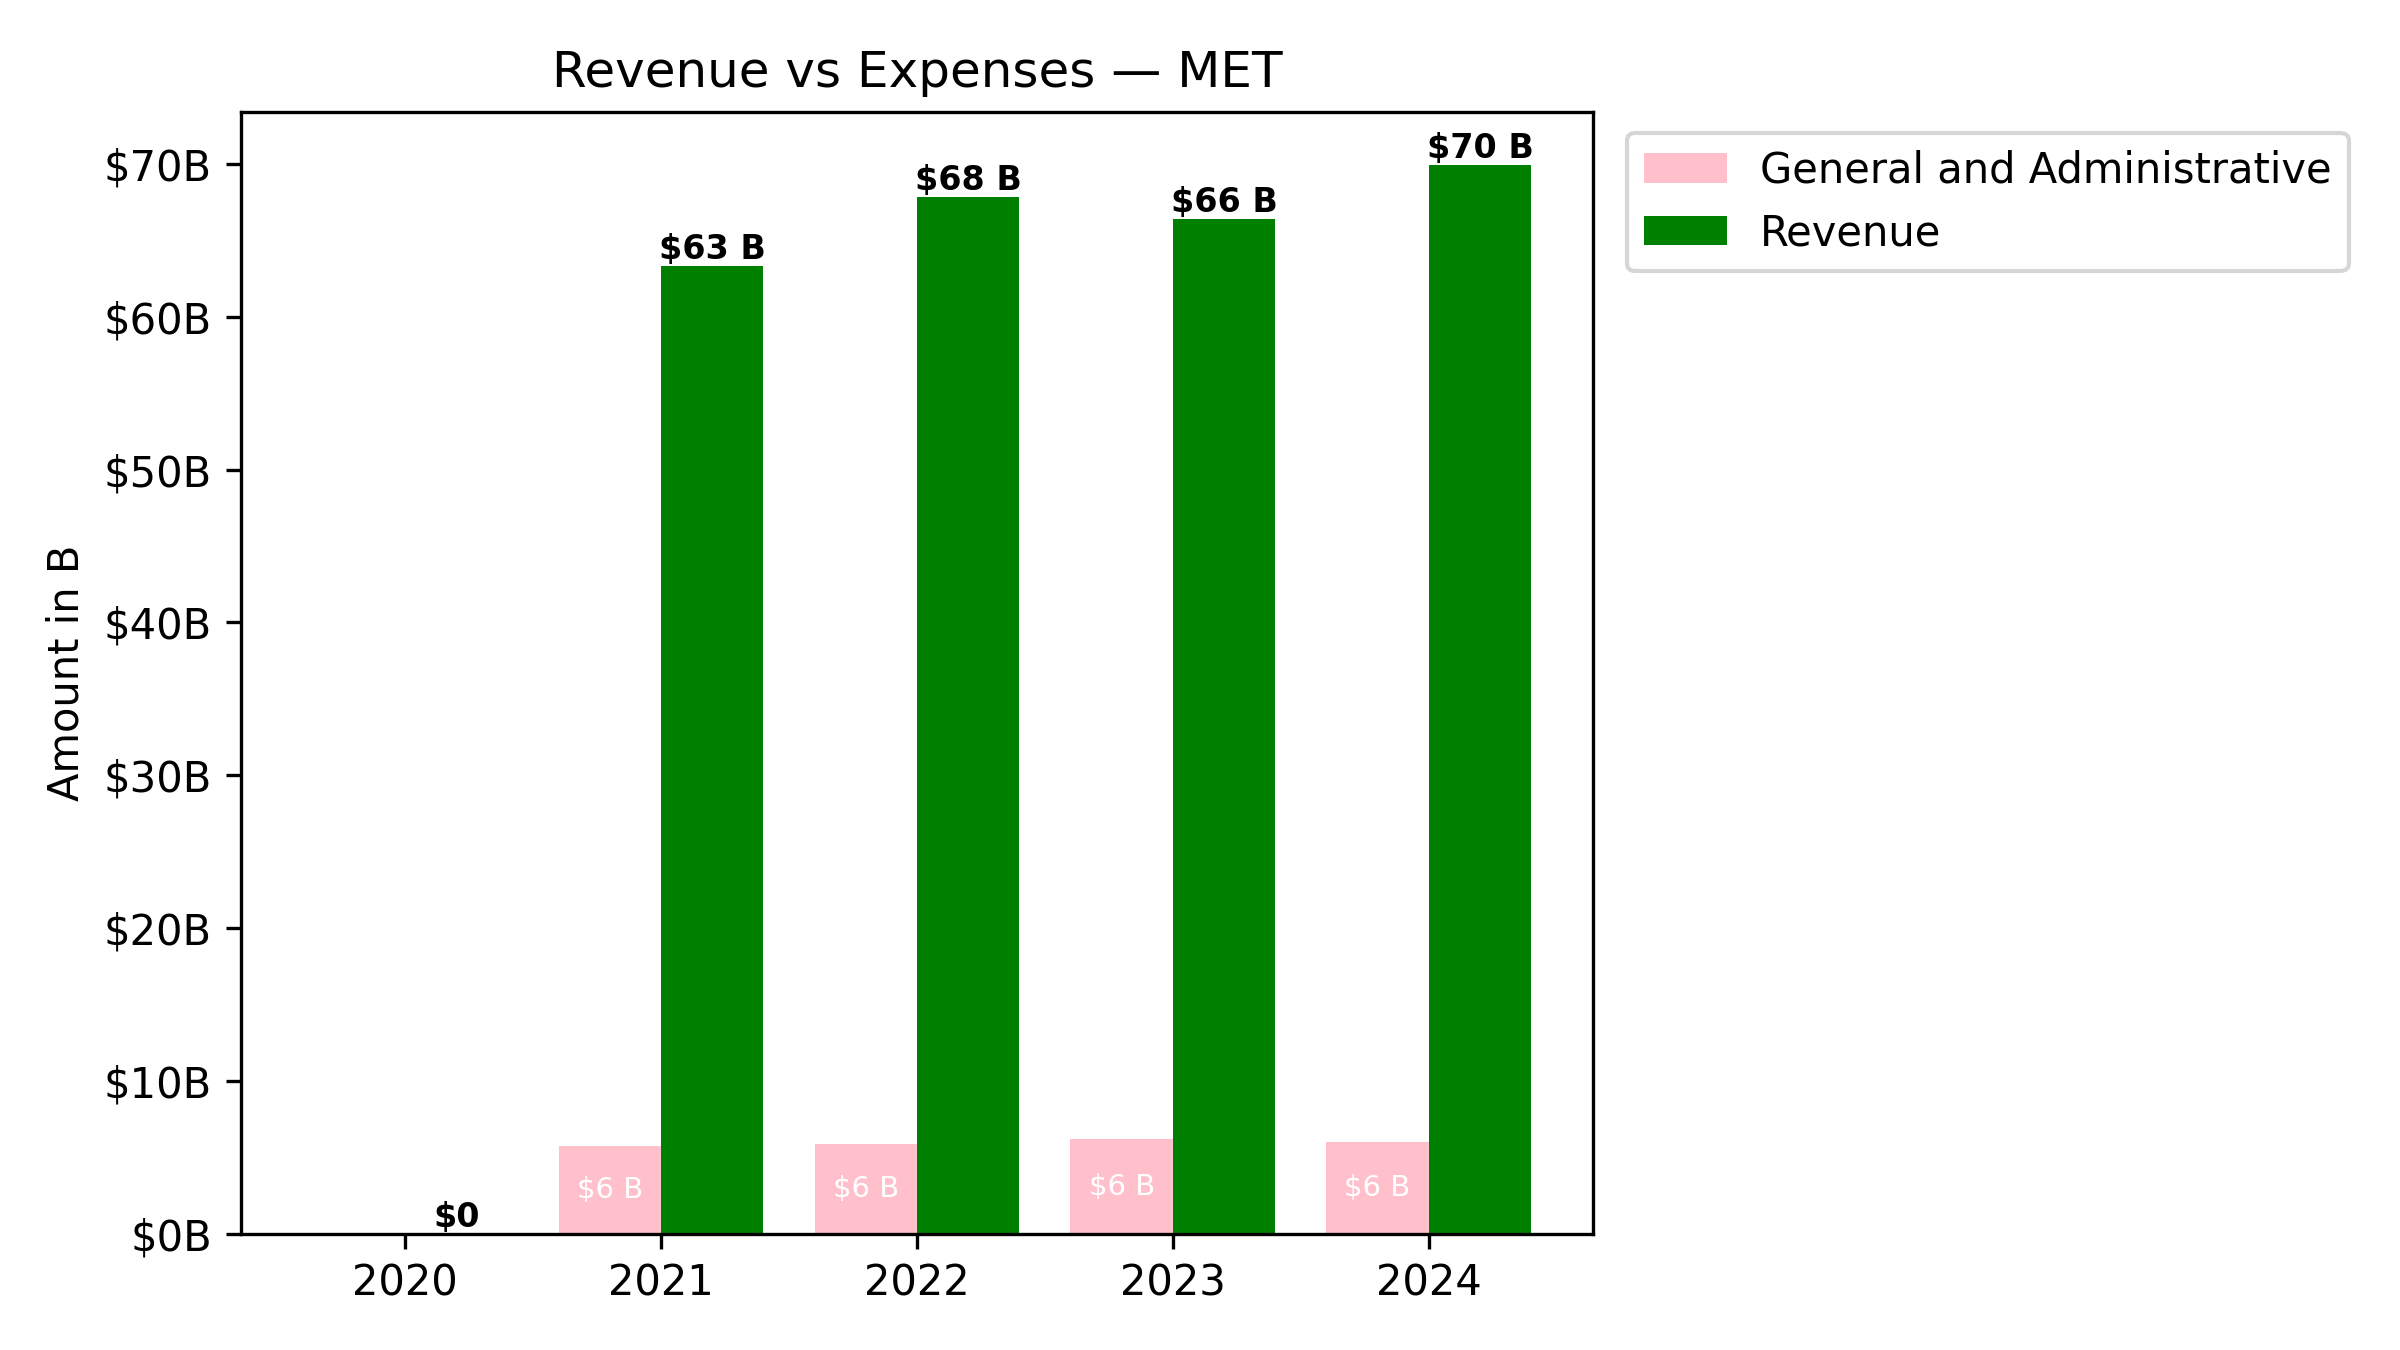 Revenue vs Expenses — MET
General and Administrative
Revenue
Amount in B
$70B
$60B
$50B
$40B
$30B
$20B
$10B
$0B
$0
$63 B
$68 B
$66 B
$70 B
$6 B
$6 B
$6 B
$6 B
2020
2021
2022
2023
2024